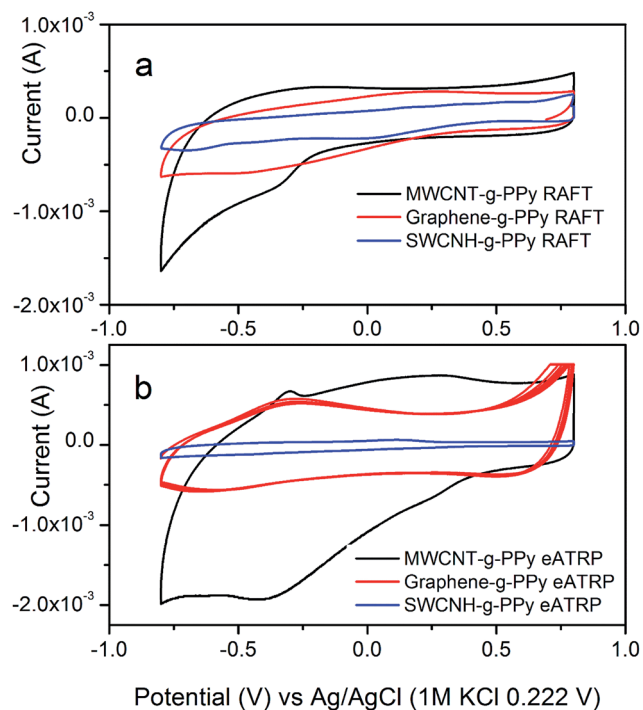 1.0x10⁻³
a
0.0
Current (A)
-1.0x10⁻³
MWCNT-g-PPy RAFT
Graphene-g-PPy RAFT
SWCNH-g-PPy RAFT
-2.0x10⁻³
-1.0 -0.5 0.0 0.5 1.0
1.0x10⁻³
b
0.0
Current (A)
-1.0x10⁻³
MWCNT-g-PPy eATRP
Graphene-g-PPy eATRP
SWCNH-g-PPy eATRP
-2.0x10⁻³
-1.0 -0.5 0.0 0.5 1.0
Potential (V) vs Ag/AgCl (1M KCl 0.222 V)